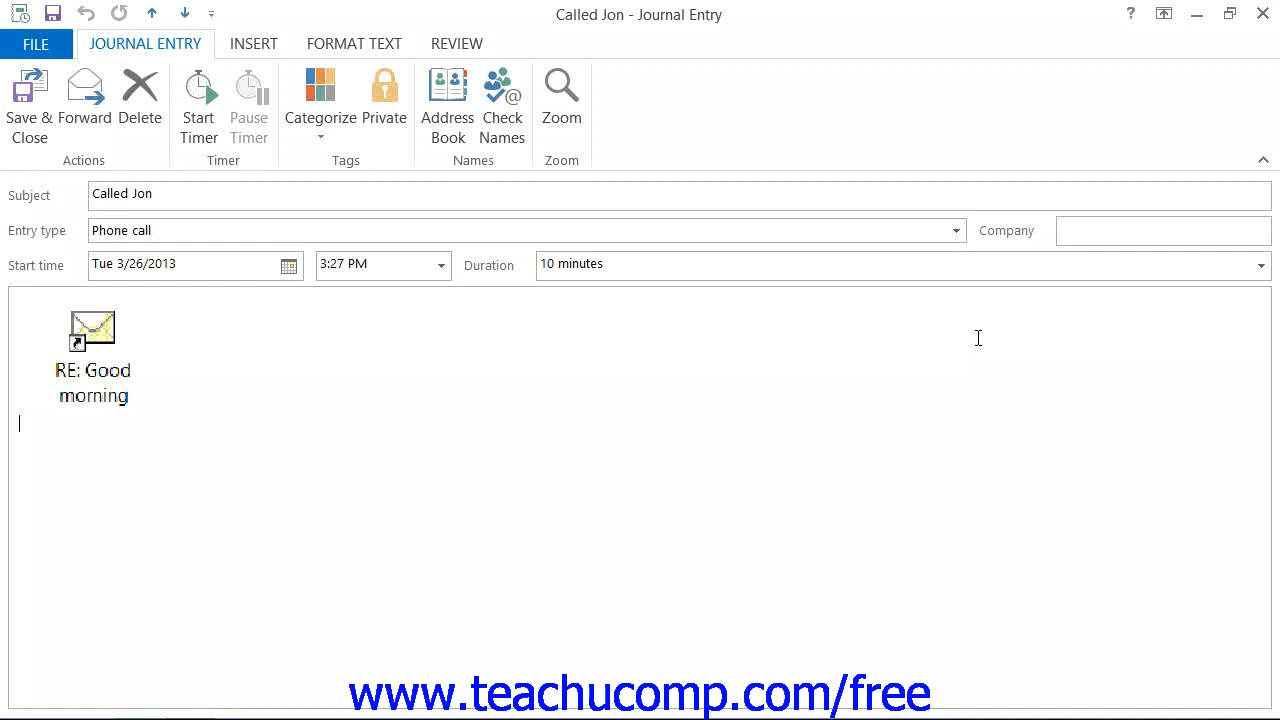 Called Jon - Journal Entry
?
FILE JOURNAL ENTRY INSERT FORMAT TEXT REVIEW
Save & Close Forward Delete Start Timer Pause Timer Categorize Private Address Book Check Names Zoom
Actions Timer Tags Names Zoom
Subject Called Jon
Entry type Phone call Company
Start time Tue 3/26/2013 3:27 PM Duration 10 minutes
RE: Good
morning
www.teachucomp.com/free